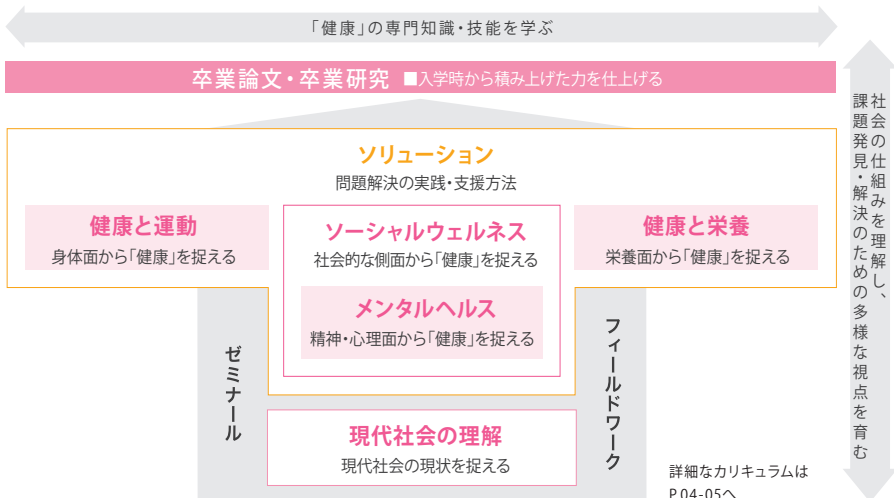 「健康」の専門知識・技能を学ぶ
卒業論文・卒業研究 ■入学時から積み上げた力を仕上げる
ソリューション
問題解決の実践・支援方法
健康と運動
身体面から「健康」を捉える
ソーシャルウェルネス
社会的な側面から「健康」を捉える
健康と栄養
栄養面から「健康」を捉える
メンタルヘルス
精神・心理面から「健康」を捉える
ゼミナール
フィールドワーク
現代社会の理解
現代社会の現状を捉える
社会の仕組みを理解し、
課題発見・解決のための多様な視点を育む
詳細なカリキュラムは
P.04-05へ